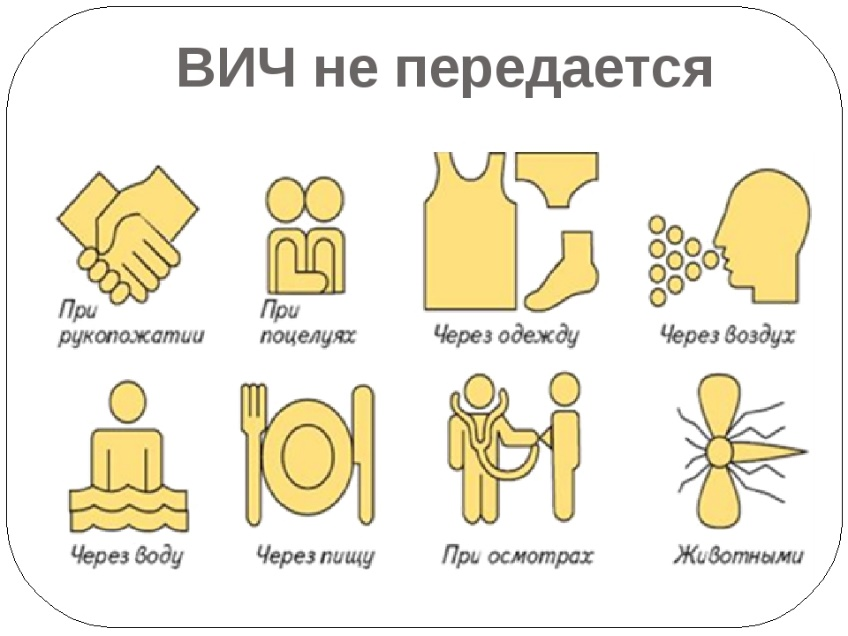 ВИЧ не передается
При
рукопожатии
При
поцелуях
Через одежду
Через воздух
Через воду
Через пищу
При осмотрах
Животными